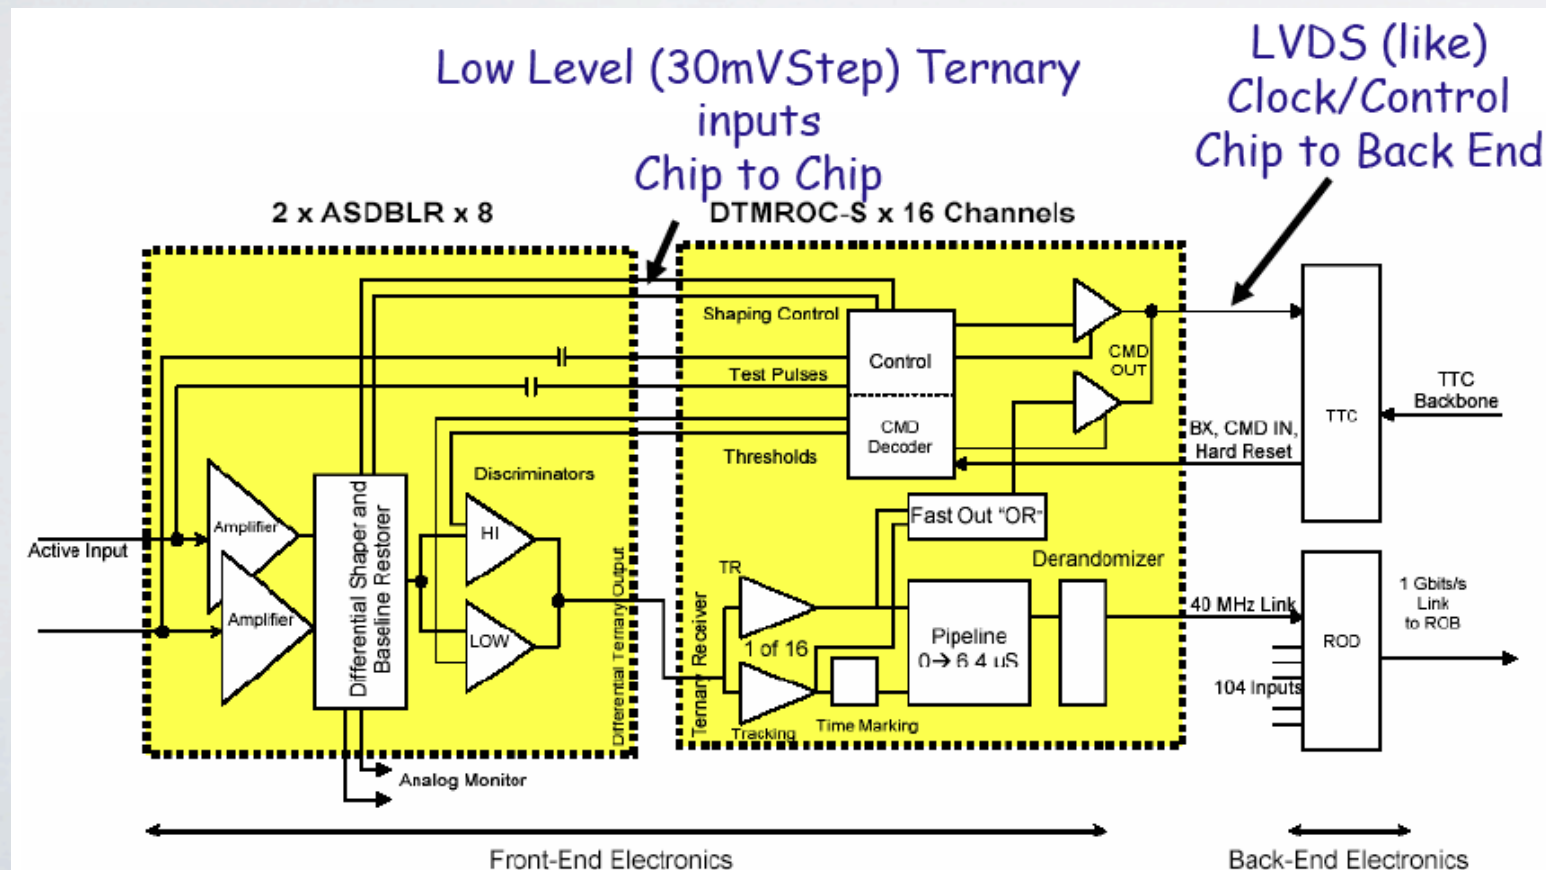 Low Level (30mVStep) Ternary
inputs
Chip to Chip
LVDS (like)
Clock/Control
Chip to Back End
2 x ASDBLR x 8
DTMROC-S x 16 Channels
Shaping Control
Control
CMD
OUT
Test Pulses
CMD
Decoder
Thresholds
TTC
TTC
Backbone
BX, CMD IN,
Hard Reset
Discriminators
Amplifier
HI
Active Input
Amplifier
LOW
Differential Shaper and
Baseline Restorer
Differential Ternary Output
Ternary Receiver
Fast Out "OR"
Derandomizer
TR
1 of 16
Tracking
Time Marking
Pipeline
0→ 6.4 uS
40 MHz Link
ROD
1 Gbits/s
Link
to ROB
104 Inputs
Analog Monitor
Front-End Electronics
Back-End Electronics